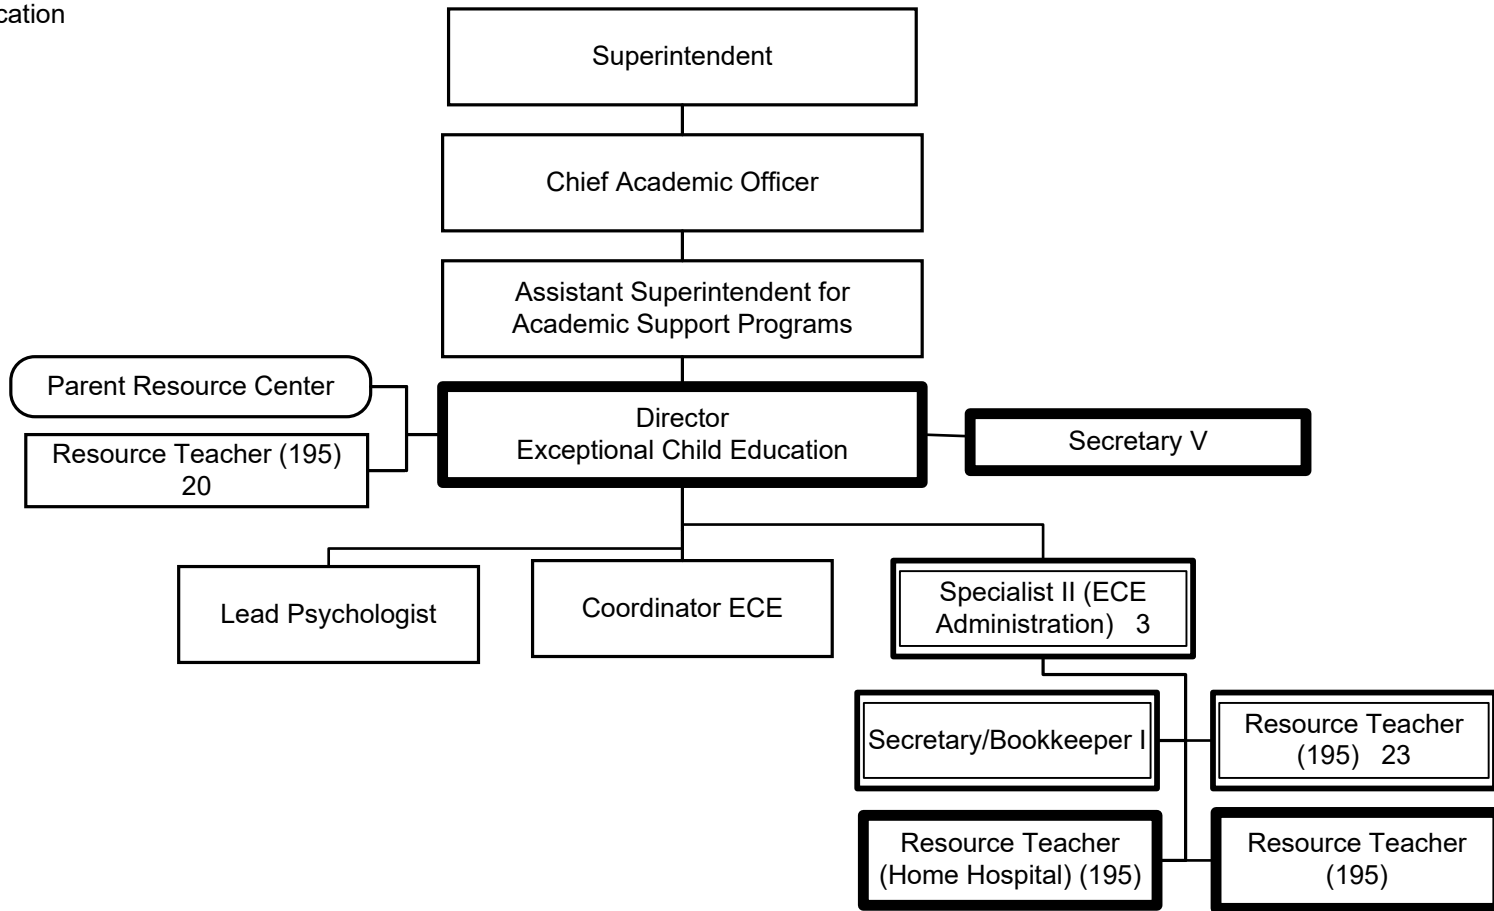 cation
Superintendent
Chief Academic Officer
Assistant Superintendent for
Academic Support Programs
Parent Resource Center
Director
Exceptional Child Education
Secretary V
Resource Teacher (195)
20
Lead Psychologist
Coordinator ECE
Specialist II (ECE
Administration) 3
Secretary/Bookkeeper I
Resource Teacher
(195) 23
Resource Teacher
(Home Hospital) (195)
Resource Teacher
(195)